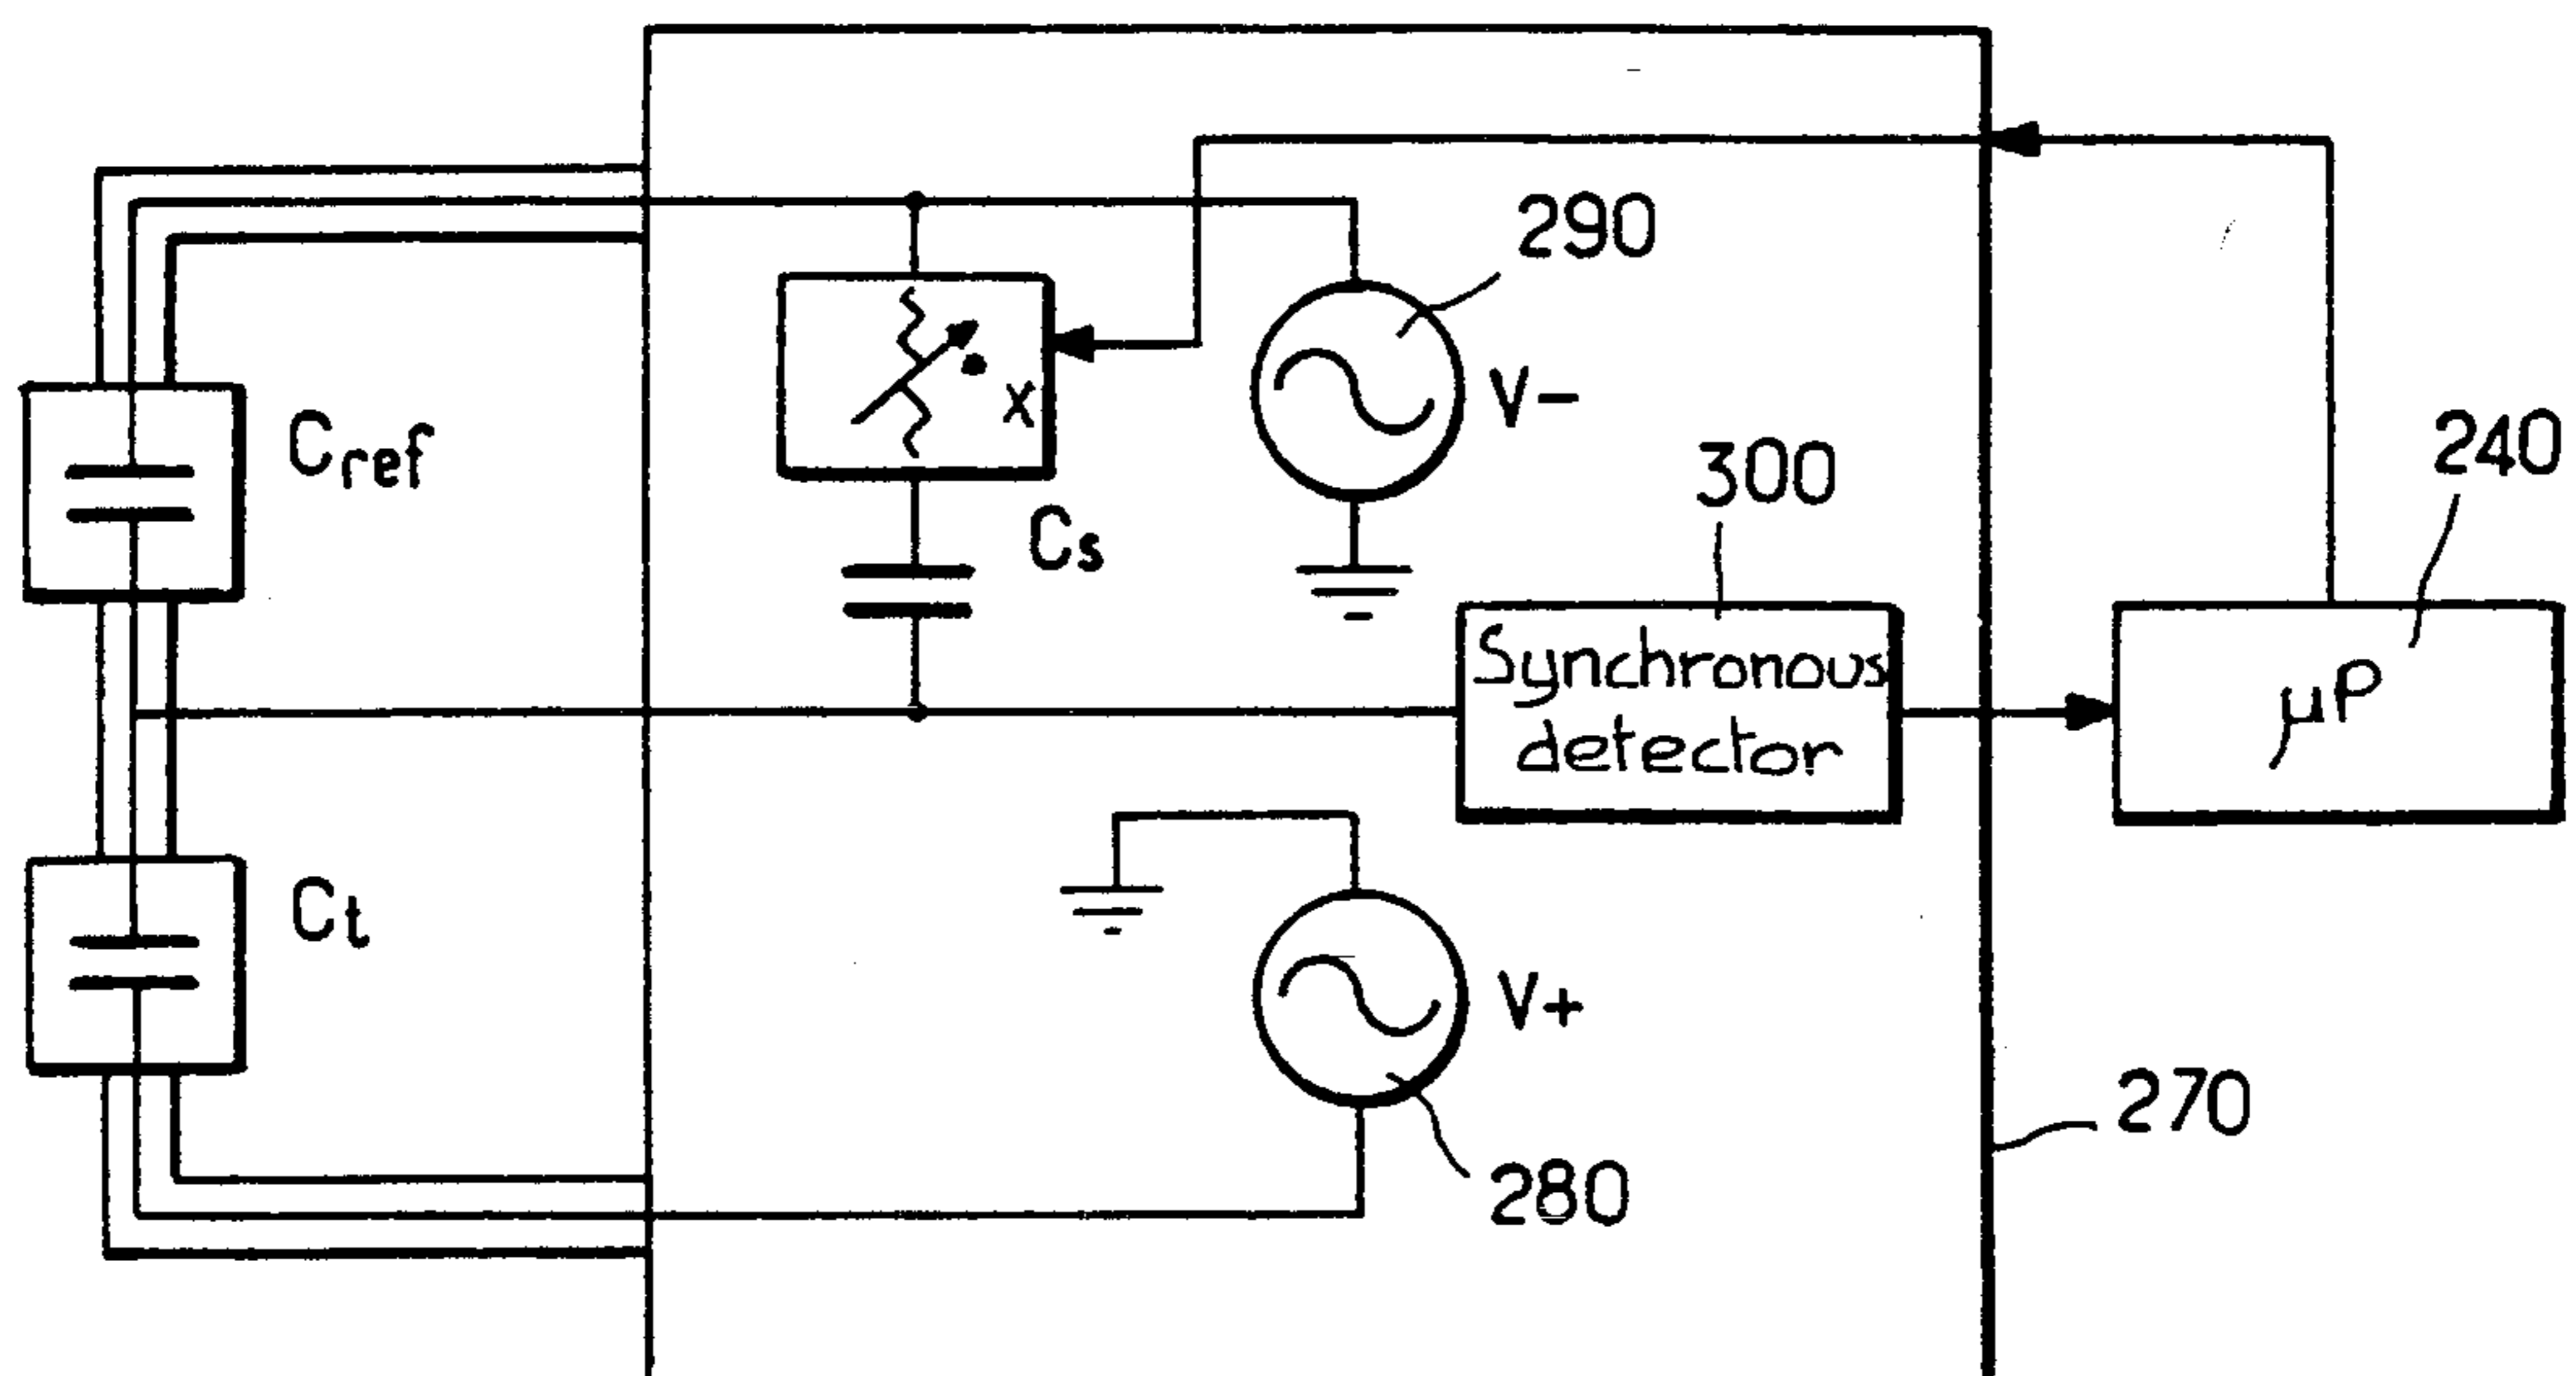 290
V-
Cref
x
240
300
Cs
Synchronous
detector
µP
Ct
V+
270
280